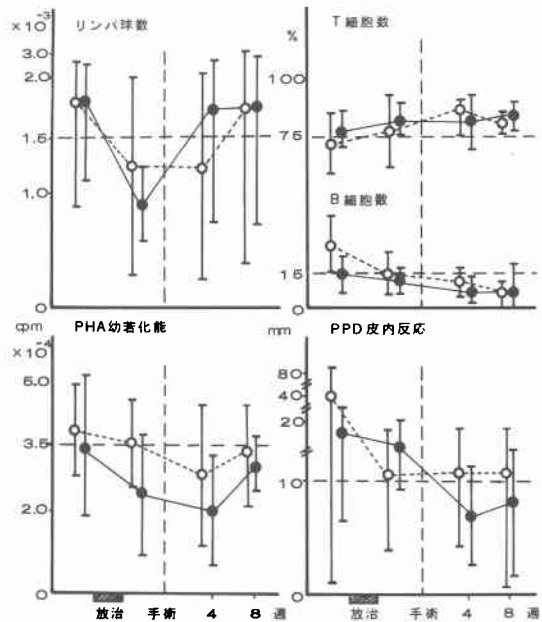 ×10⁻³ リンパ球数
3.0
2.0
1.5
1.0
0
% T細胞数
100
75
B細胞数
15
0
cpm PHA幼若化能
×10⁻⁴
5.0
3.5
2.0
0
放治 手術 4 8 週
mm PPD皮内反応
80
40
20
10
0
放治 手術 4 8 週